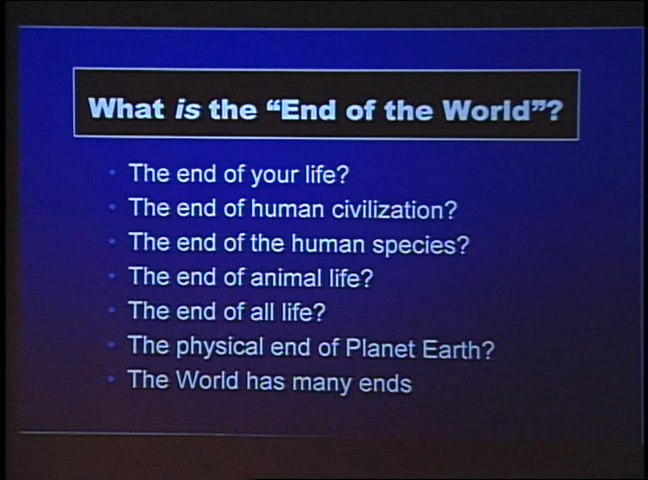 What is the “End of the World”?
The end of your life?
The end of human civilization?
The end of the human species?
The end of animal life?
The end of all life?
The physical end of Planet Earth?
The World has many ends